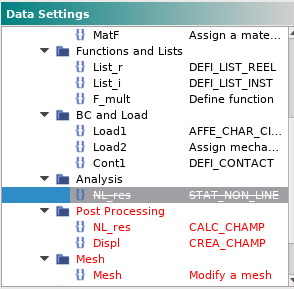 Data Settings
MatF Assign a mate...
Functions and Lists
List_r DEFI_LIST_REEL
List_i DEFI_LIST_INST
F_mult Define function
BC and Load
Load1 AFFE_CHAR_CI...
Load2 Assign mecha...
Cont1 DEFI_CONTACT
Analysis
NL_res STAT_NON_LINE
Post Processing
NL_res CALC_CHAMP
Displ CREA_CHAMP
Mesh
Mesh Modify a mesh